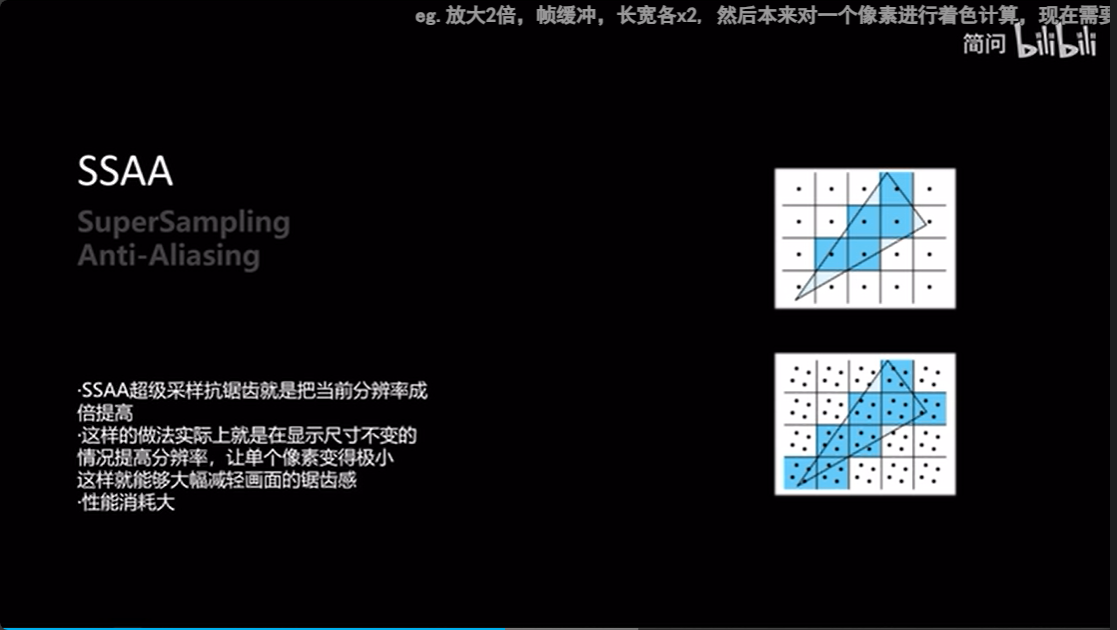 eg. 放大2倍，帧缓冲，长宽各x2，然后本来对一个像素进行着色计算，现在需要
简问 bilibili
SSAA
SuperSampling
Anti-Aliasing
·SSAA超级采样抗锯齿就是把当前分辨率成
倍提高
·这样的做法实际上就是在显示尺寸不变的
情况提高分辨率，让单个像素变得极小
这样就能够大幅减轻画面的锯齿感
·性能消耗大